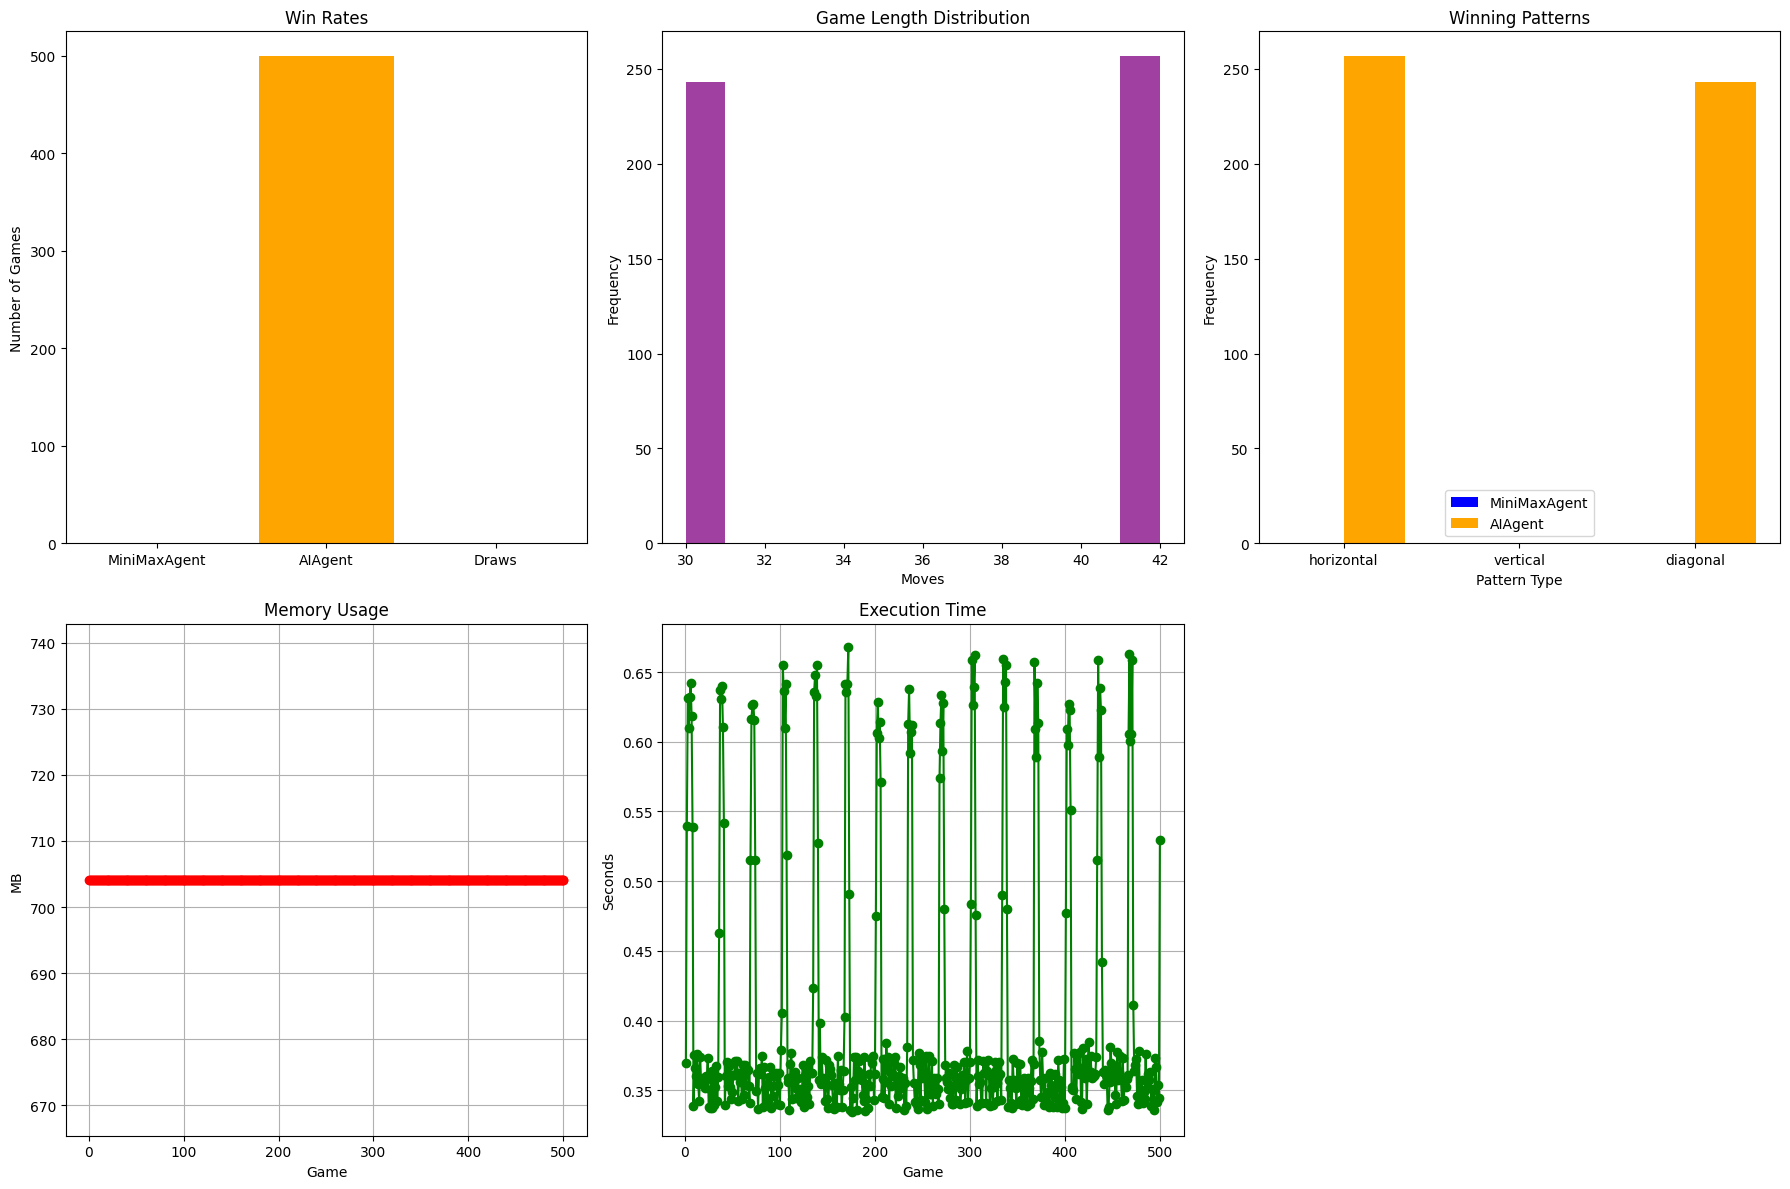 Win Rates
Number of Games
500
400
300
200
100
0
MiniMaxAgent AIAgent Draws
Game Length Distribution
Frequency
250
200
150
100
50
0
30 32 34 36 38 40 42
Moves
Winning Patterns
Frequency
250
200
150
100
50
0
MiniMaxAgent
AIAgent
horizontal vertical diagonal
Pattern Type
Memory Usage
MB
740
730
720
710
700
690
680
670
0 100 200 300 400 500
Game
Execution Time
Seconds
0.65
0.60
0.55
0.50
0.45
0.40
0.35
0 100 200 300 400 500
Game